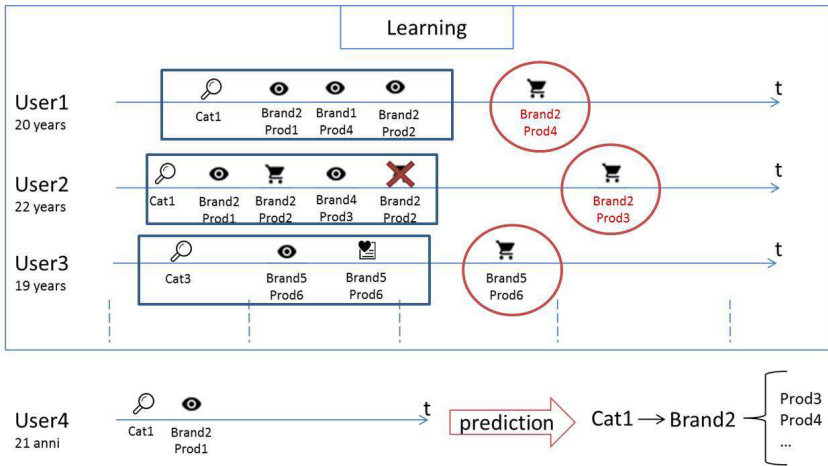 Learning
t
User1
20 years
Cat1
Brand2
Prod1
Brand1
Prod4
Brand2
Prod2
Brand2
Prod4
t
User2
22 years
Cat1
Brand2
Prod1
Brand2
Prod2
Brand4
Prod3
Brand2
Prod2
Brand2
Prod3
t
User3
19 years
Cat3
Brand5
Prod6
Brand5
Prod6
Brand5
Prod6
User4
21 anni
Cat1
Brand2
Prod1
t
prediction
Cat1 → Brand2
Prod3
Prod4
...